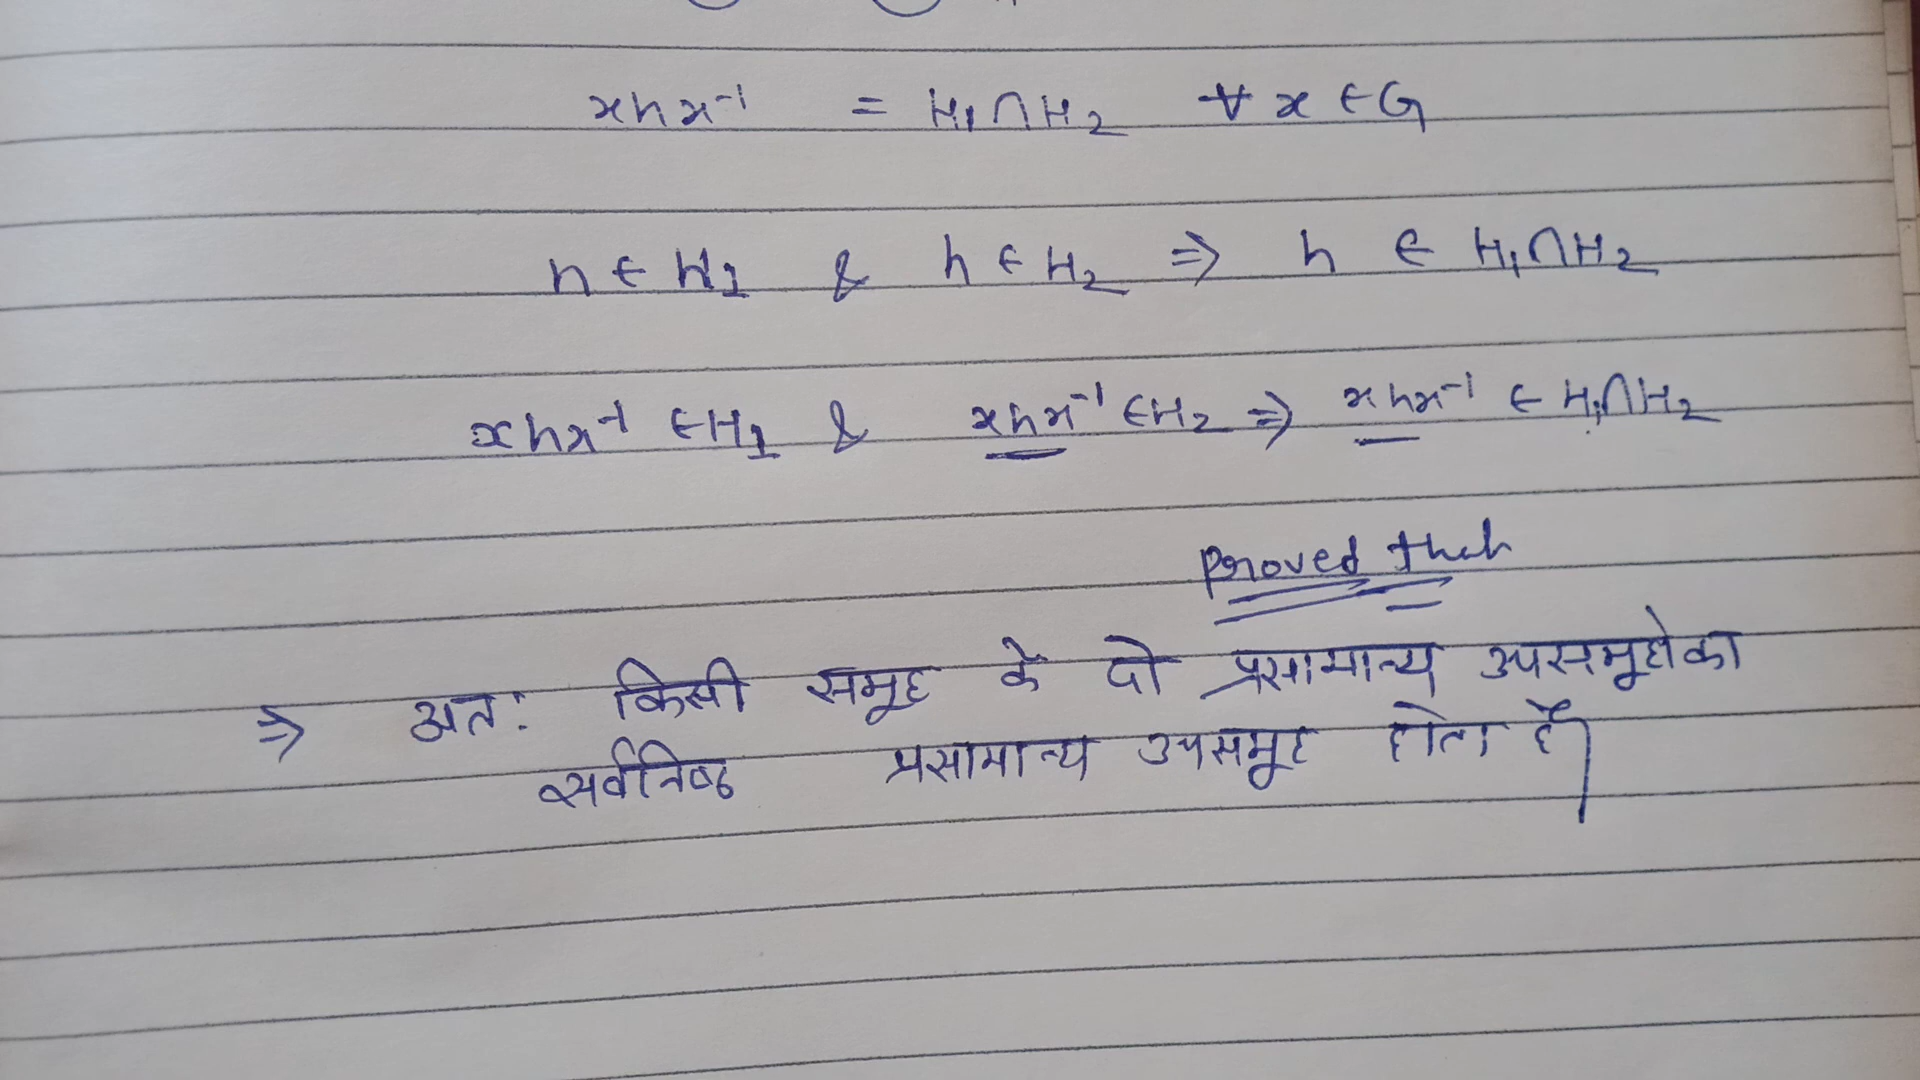 xhx⁻¹ = H₁∩H₂ ∀ x ∈ G
h ∈ H₁ & h ∈ H₂ ⇒ h ∈ H₁∩H₂
xhx⁻¹ ∈ H₁ & xhx⁻¹ ∈ H₂ ⇒ xhx⁻¹ ∈ H₁∩H₂
Proved that
⇒ अतः किसी समूह के दो प्रसामान्य उपसमूहो का
सर्वनिष्ठ प्रसामान्य उपसमूह होता है।